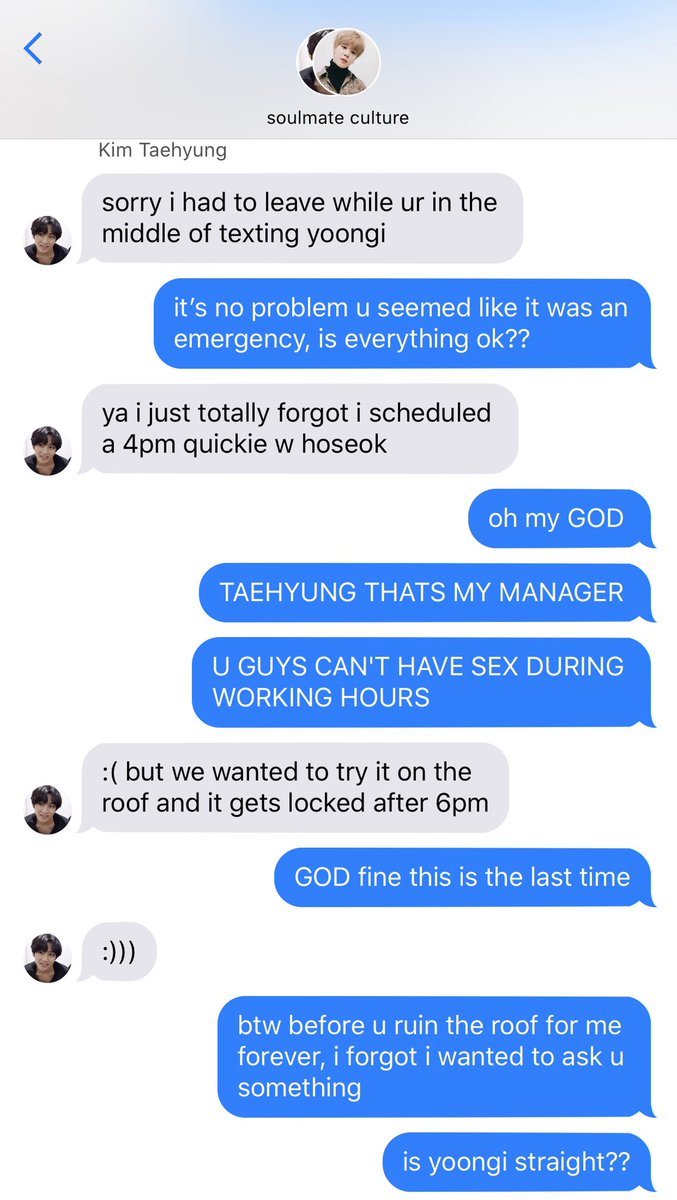 soulmate culture
Kim Taehyung
sorry i had to leave while ur in the
middle of texting yoongi
it’s no problem u seemed like it was an
emergency, is everything ok??
ya i just totally forgot i scheduled
a 4pm quickie w hoseok
oh my GOD
TAEHYUNG THATS MY MANAGER
U GUYS CAN'T HAVE SEX DURING
WORKING HOURS
:( but we wanted to try it on the
roof and it gets locked after 6pm
GOD fine this is the last time
:)))
btw before u ruin the roof for me
forever, i forgot i wanted to ask u
something
is yoongi straight??